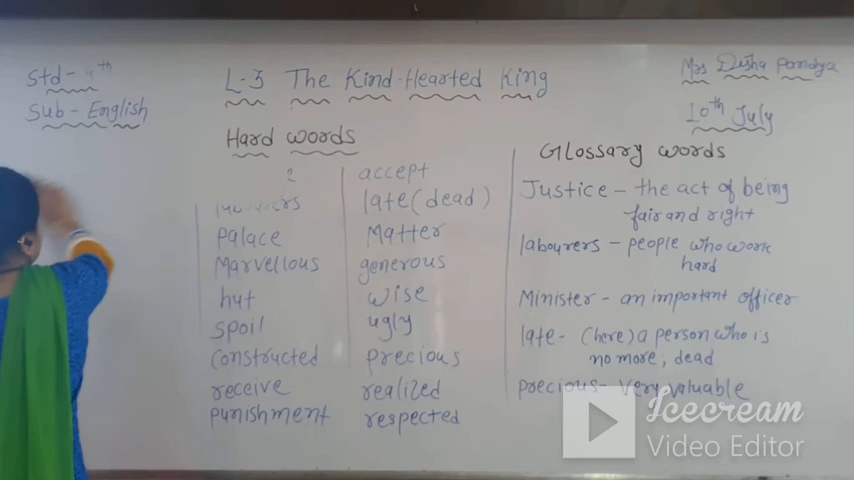 Std- 4th
Sub- English
L-3 The Kind-Hearted King
Mrs Disha Pandya
10th July
Hard words
accept
late (dead)
palace
Matter
Marvellous
generous
hut
wise
spoil
ugly
constructed
precious
receive
realized
punishment
respected
Glossary words
Justice - the act of being
fair and right
labourers - people who work
hard
Minister - an important officer
late- (here) a person who is
no more, dead
precious- very valuable
Icecream
Video Editor